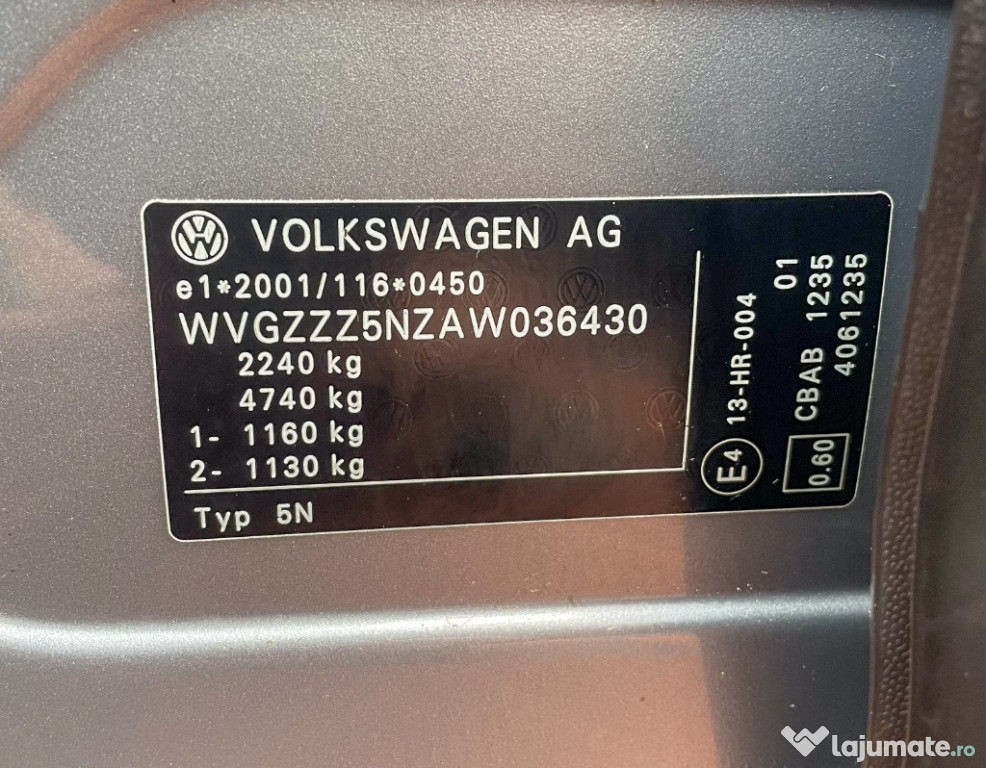 VOLKSWAGEN AG
e1*2001/116*0450
WVGZZZ5NZAW036430
2240 kg
4740 kg
1- 1160 kg
2- 1130 kg
Typ 5N
E4 13-HR-004
01
0.60 CBAB 1235
4061235
lajumate.ro